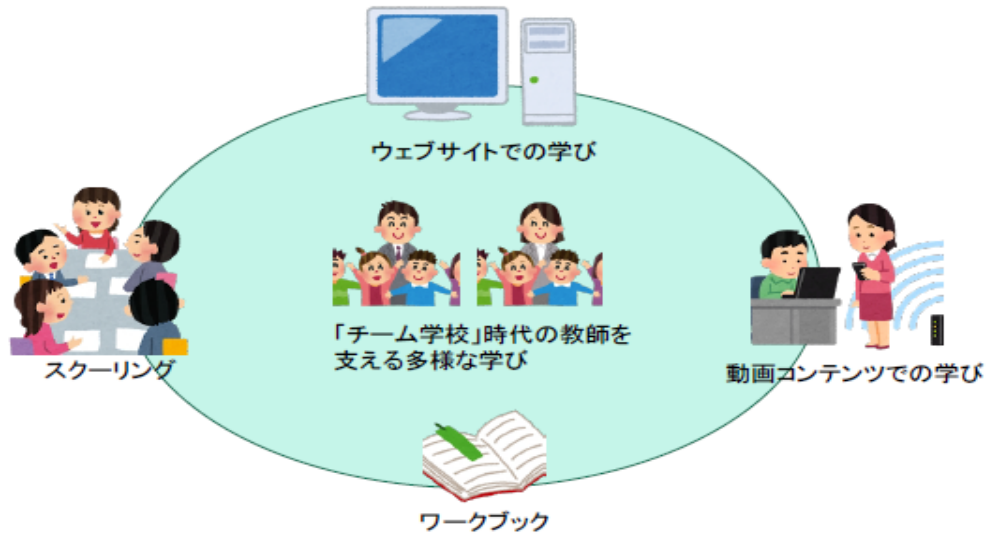 ウェブサイトでの学び
「チーム学校」時代の教師を
支える多様な学び
スクーリング
動画コンテンツでの学び
ワークブック